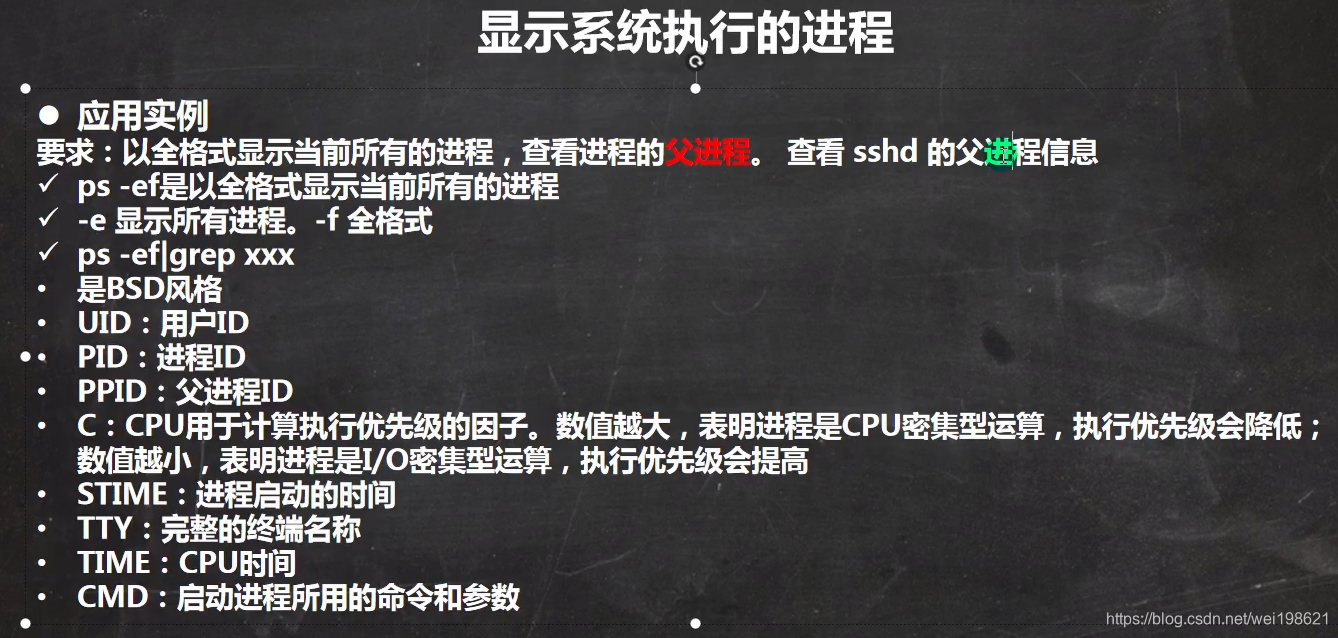 显示系统执行的进程
● 应用实例
要求：以全格式显示当前所有的进程，查看进程的父进程。 查看 sshd 的父进程信息
✓ ps -ef是以全格式显示当前所有的进程
✓ -e 显示所有进程。-f 全格式
✓ ps -ef|grep xxx
• 是BSD风格
• UID：用户ID
• PID：进程ID
• PPID：父进程ID
• C：CPU用于计算执行优先级的因子。数值越大，表明进程是CPU密集型运算，执行优先级会降低；
数值越小，表明进程是I/O密集型运算，执行优先级会提高
• STIME：进程启动的时间
• TTY：完整的终端名称
• TIME：CPU时间
• CMD：启动进程所用的命令和参数
https://blog.csdn.net/wei198621